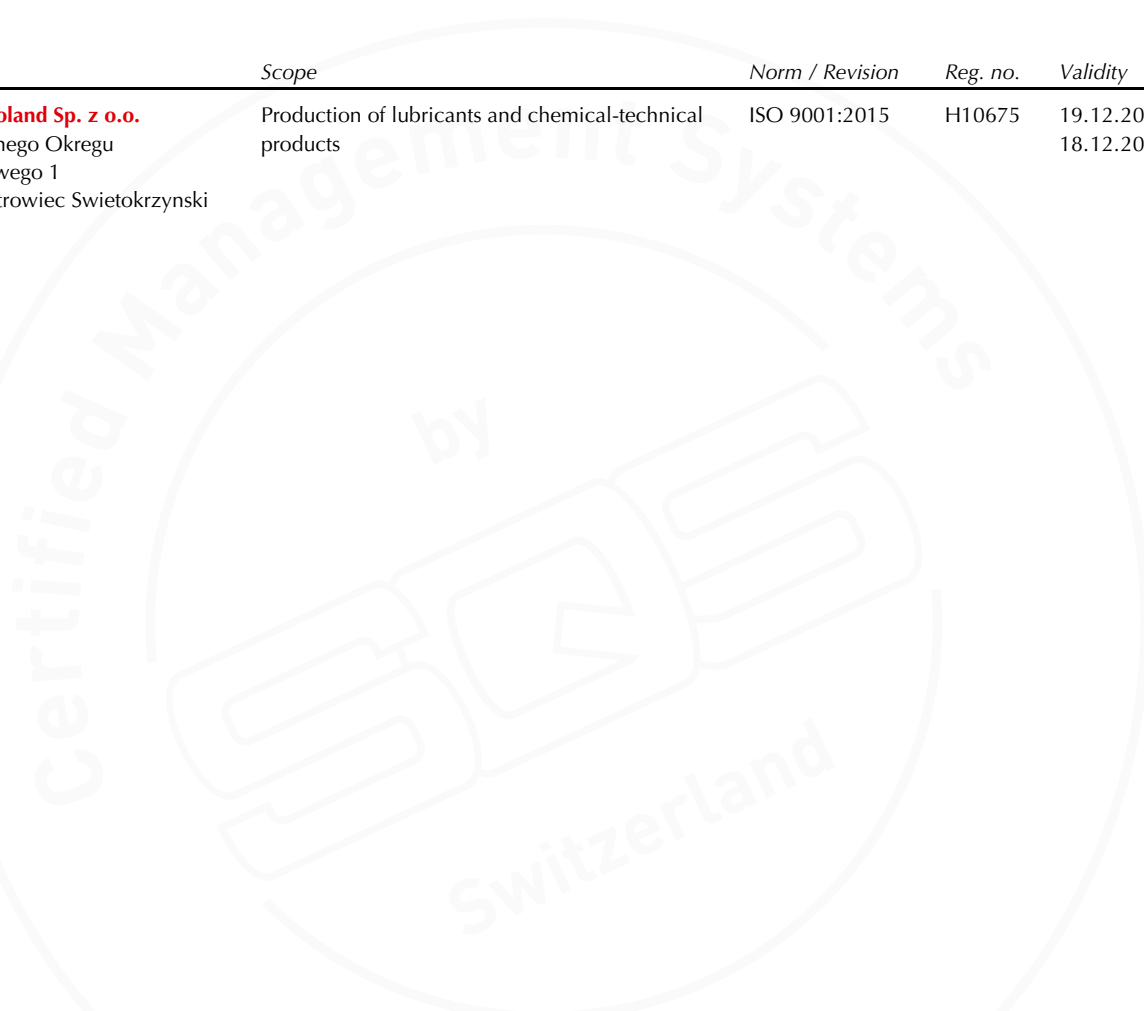 Scope Norm / Revision Reg. no. Validity
oland Sp. z o.o. Production of lubricants and chemical-technical ISO 9001:2015 H10675 19.12.20
nego Okregu products 18.12.20
wego 1
trowiec Swietokrzynski
Certified Management Systems
by
SQS
Switzerland